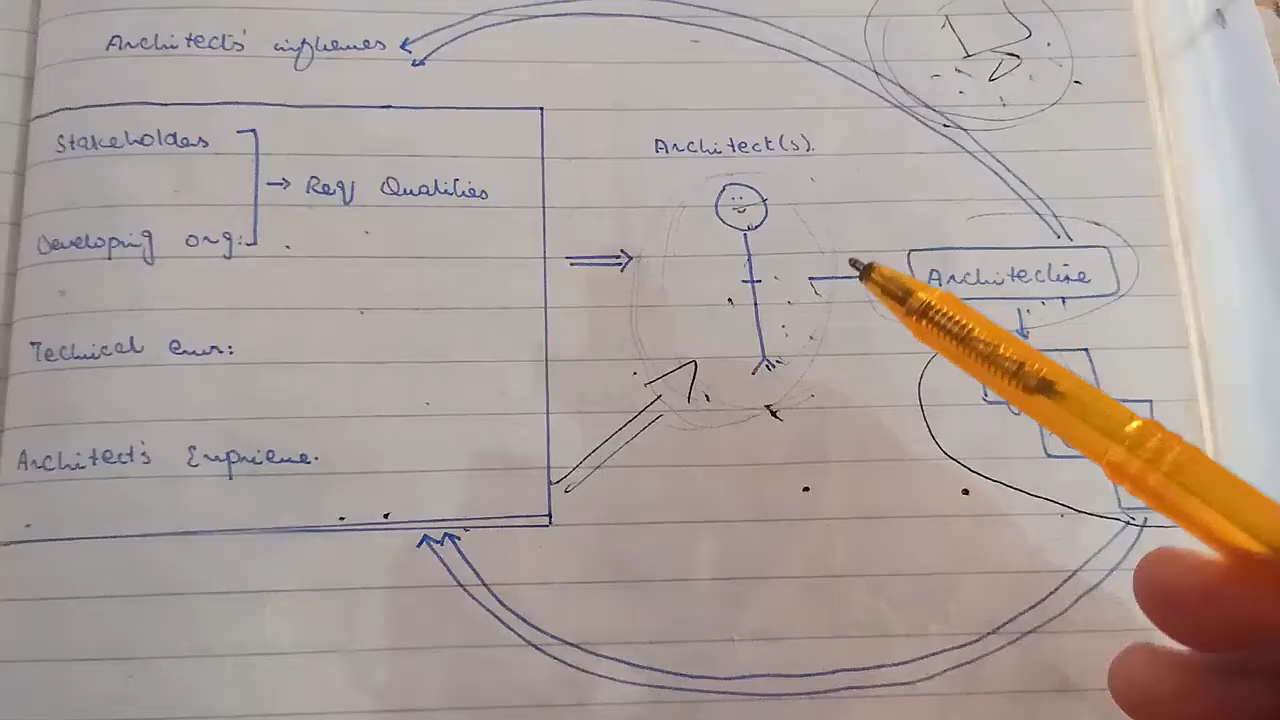 Architects' influences
Stakeholders
→ Req Qualities
Developing org:
Architect(s).
Architecture
Technical env:
Architect's Experience.